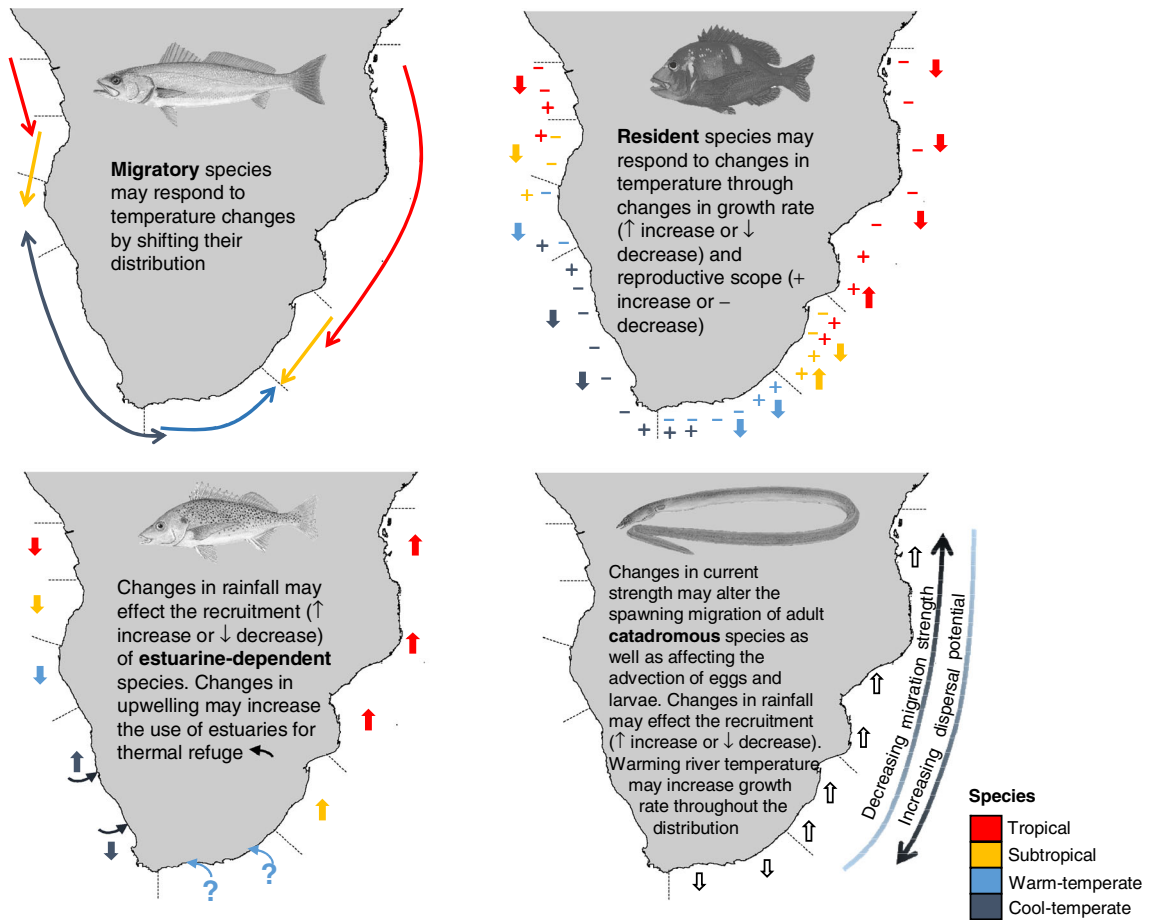 Migratory species
may respond to
temperature changes
by shifting their
distribution
Resident species may
respond to changes in
temperature through
changes in growth rate
(↑ increase or ↓
decrease) and
reproductive scope (+
increase or –
decrease)
Changes in rainfall may
effect the recruitment (↑
increase or ↓ decrease)
of estuarine-dependent
species. Changes in
upwelling may increase
the use of estuaries for
thermal refuge
? ?
Changes in current
strength may alter the
spawning migration of adult
catadromous species as
well as affecting the
advection of eggs and
larvae. Changes in rainfall
may effect the recruitment
(↑ increase or ↓ decrease).
Warming river temperature
may increase growth
rate throughout the
distribution
Decreasing migration strength
Increasing dispersal potential
Species
Tropical
Subtropical
Warm-temperate
Cool-temperate